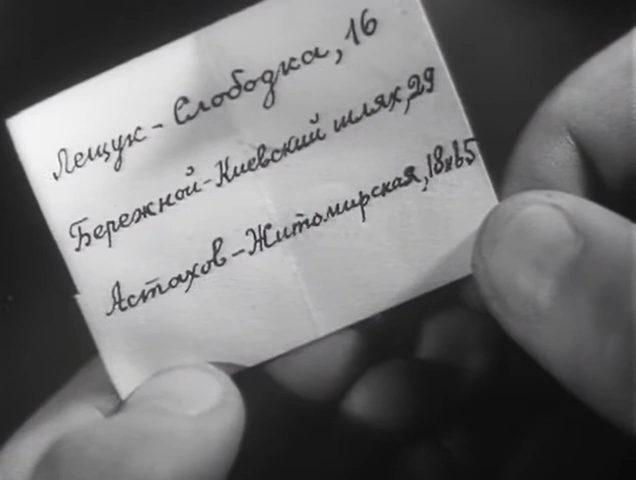 Лещук - Слободка, 16
Бережной - Киевский шлях, 29
Астахов - Житомирская, 18 кв 5